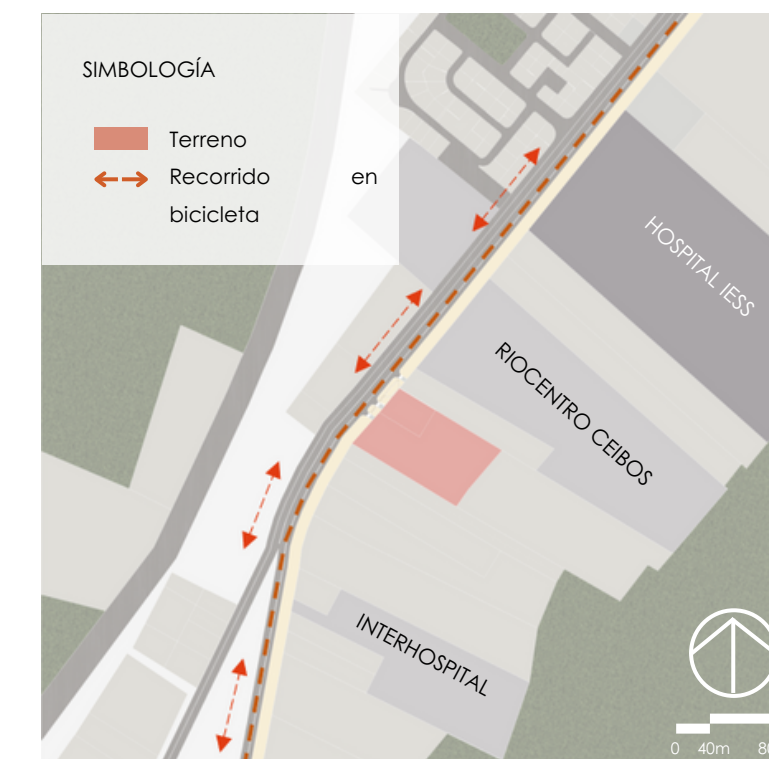 SIMBOLOGÍA
Terreno
Recorrido en
bicicleta
HOSPITAL IESS
RIOCENTRO CEIBOS
INTERHOSPITAL
0 40m